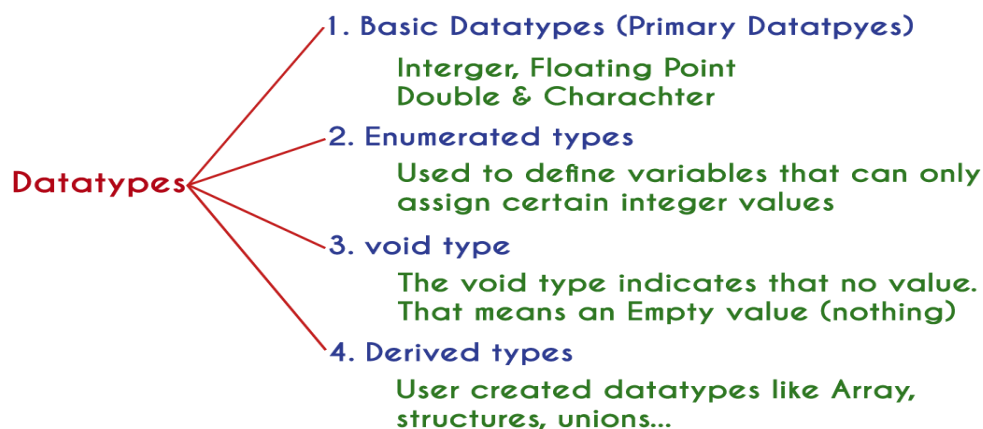 1. Basic Datatypes (Primary Datatpyes)
Interger, Floating Point
Double & Charachter
2. Enumerated types
Used to define variables that can only
assign certain integer values
Datatypes
3. void type
The void type indicates that no value.
That means an Empty value (nothing)
4. Derived types
User created datatypes like Array,
structures, unions...